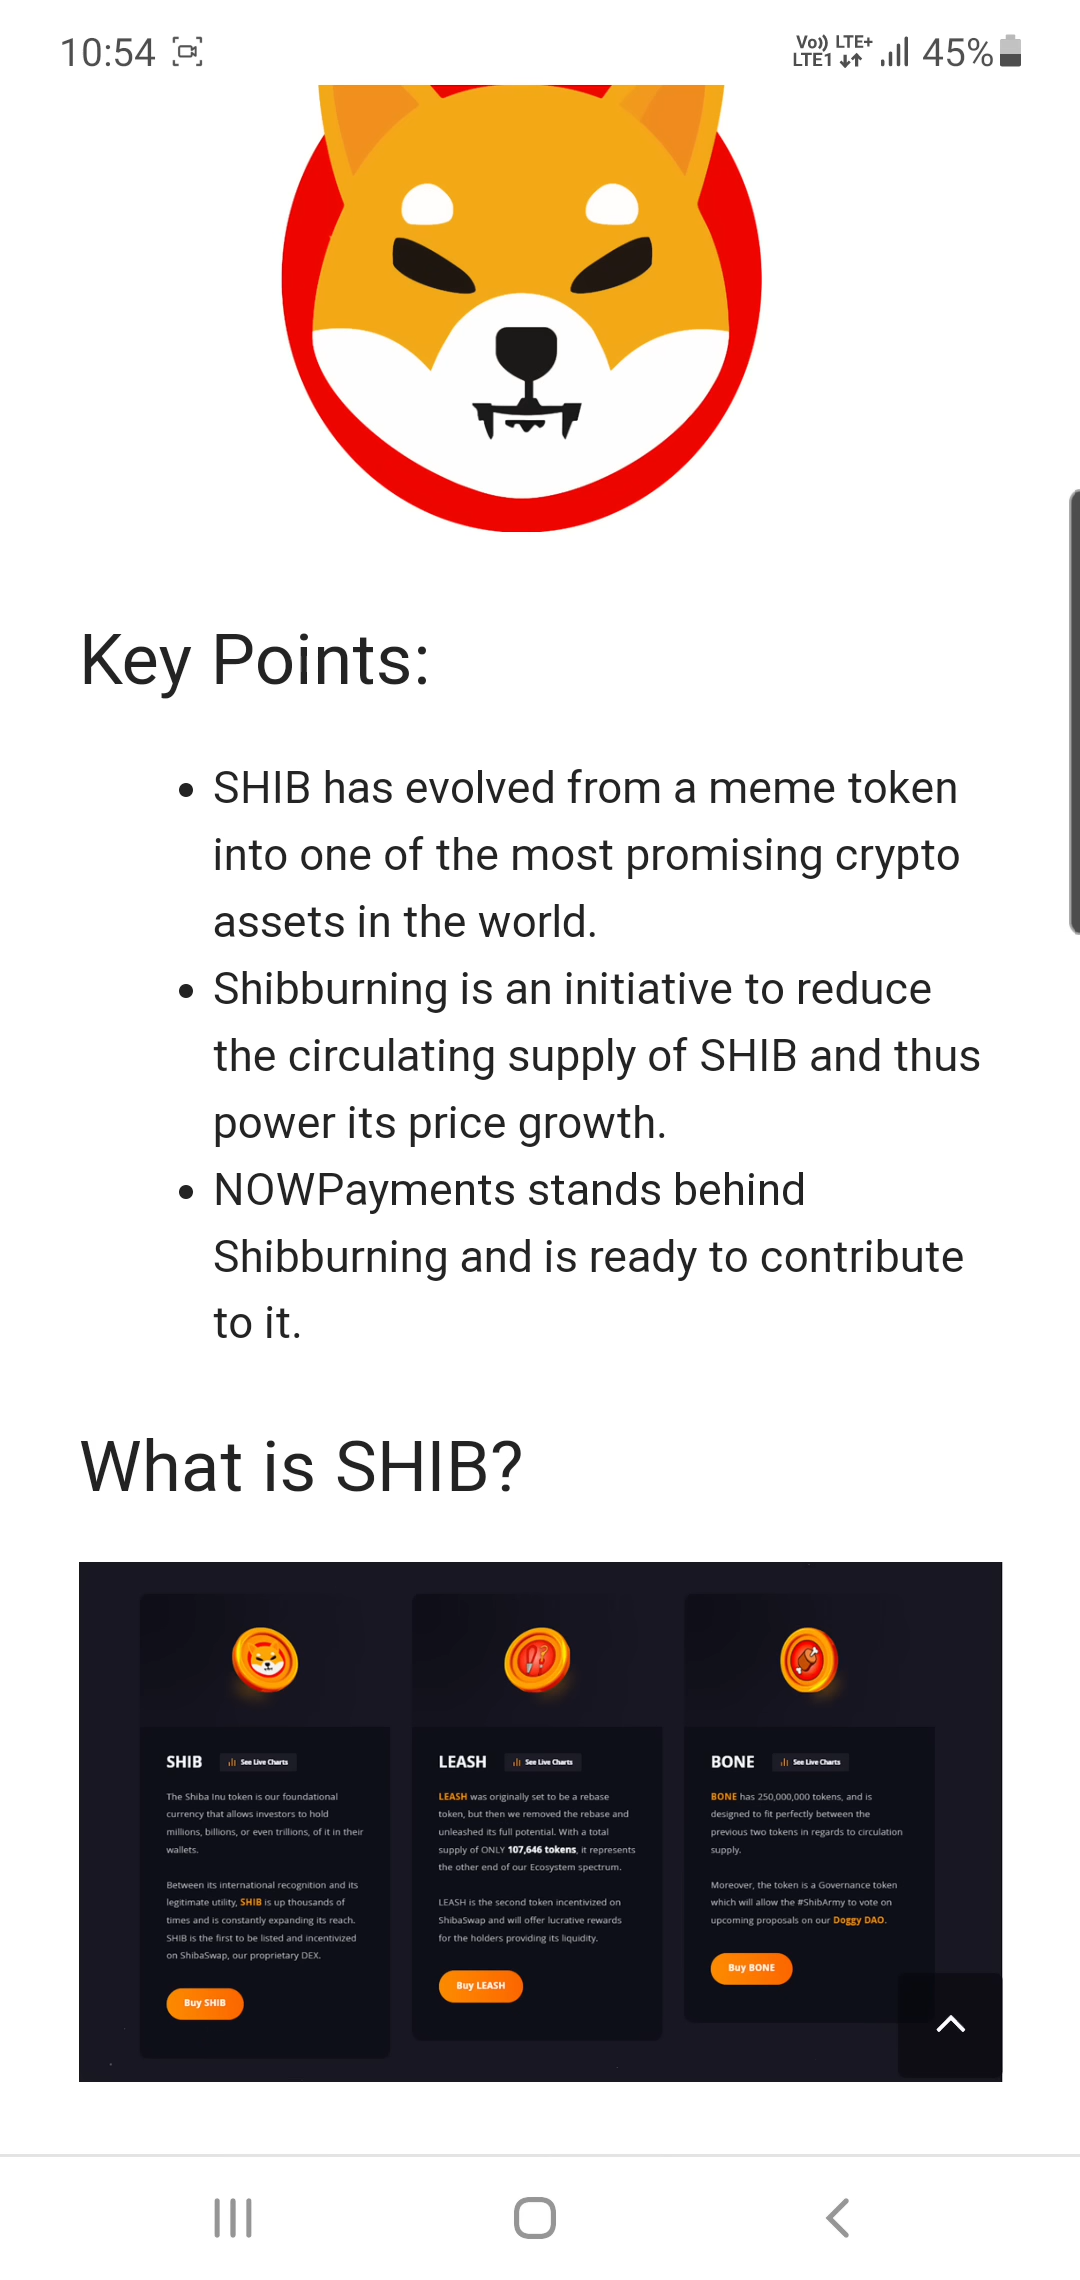 10:54
Vo)) LTE+
LTE1
45%
Key Points:
• SHIB has evolved from a meme token
into one of the most promising crypto
assets in the world.
• Shibburning is an initiative to reduce
the circulating supply of SHIB and thus
power its price growth.
• NOWPayments stands behind
Shibburning and is ready to contribute
to it.
What is SHIB?
SHIB See Live Charts
The Shiba Inu token is our foundational
currency that allows investors to hold
millions, billions, or even trillions, of it in their
wallets.
Between its international recognition and its
legitimate utility, SHIB is up thousands of
times and is constantly expanding its reach.
SHIB is the first to be listed and incentivized
on ShibaSwap, our proprietary DEX.
Buy SHIB
LEASH See Live Charts
LEASH was originally set to be a rebase
token, but then we removed the rebase and
unleashed its full potential. With a total
supply of ONLY 107,646 tokens, it represents
the other end of our Ecosystem spectrum.
LEASH is the second token incentivized on
ShibaSwap and will offer lucrative rewards
for the holders providing its liquidity.
Buy LEASH
BONE See Live Charts
BONE has 250,000,000 tokens, and is
designed to fit perfectly between the
previous two tokens in regards to circulation
supply.
Moreover, the token is a Governance token
which will allow the #ShibArmy to vote on
upcoming proposals on our Doggy DAO.
Buy BONE